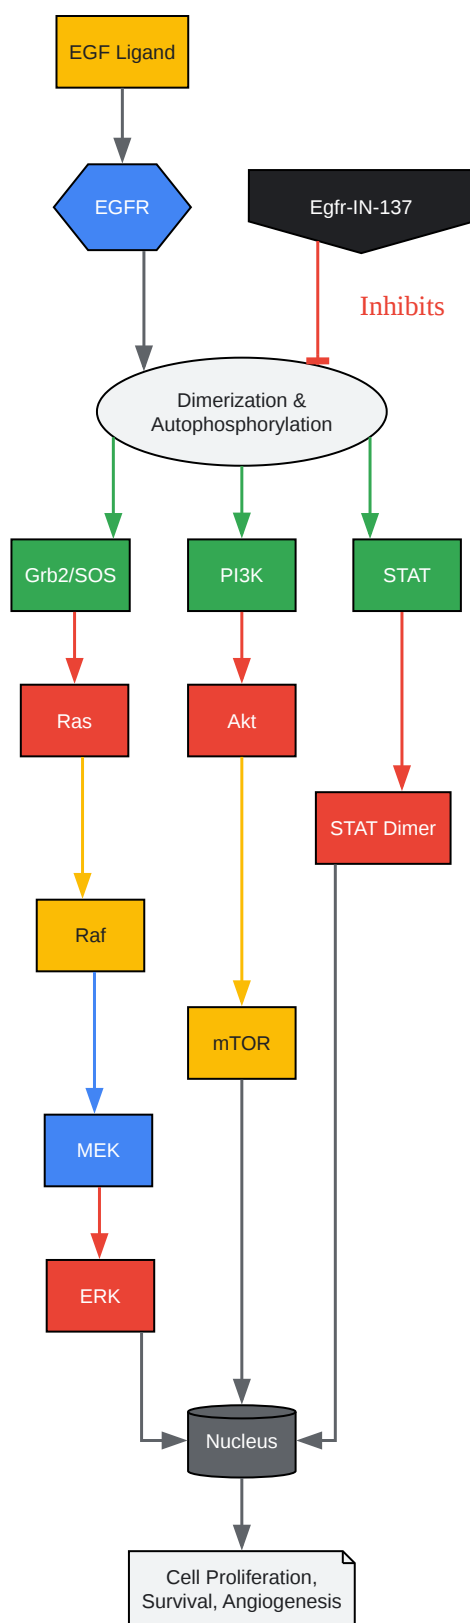 EGF Ligand
EGFR
Egfr-IN-137
Inhibits
Dimerization &
Autophosphorylation
Grb2/SOS
PI3K
STAT
Ras
Akt
STAT Dimer
Raf
mTOR
MEK
ERK
Nucleus
Cell Proliferation,
Survival, Angiogenesis